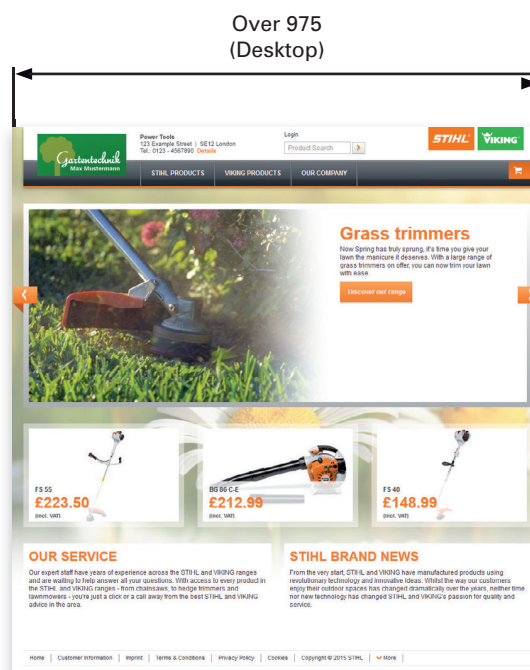 Over 975
(Desktop)
Gartentechnik
Max Mustermann
Power Tools
123 Example Street | SE12 London
Tel.: 0123 - 4567890 Details
Login
Product Search
STIHL
VIKING
STIHL PRODUCTS
VIKING PRODUCTS
OUR COMPANY
Grass trimmers
Now Spring has truly sprung, it's time you give your
lawn the manicure it deserves. With a large range of
grass trimmers on offer, you can now trim your lawn
with ease.
Discover our range
FS 55
£223.50
(incl. VAT)
BG 86 C-E
£212.99
(incl. VAT)
FS 40
£148.99
(incl. VAT)
OUR SERVICE
Our expert staff have years of experience across the STIHL and VIKING ranges
and are waiting to help answer all your questions. With access to every product in
the STIHL and VIKING ranges - from chainsaws, to hedge trimmers and
lawnmowers - you're just a click or a call away from the best STIHL and VIKING
advice in the area.
STIHL BRAND NEWS
From the very start, STIHL and VIKING have manufactured products using
revolutionary technology and innovative ideas. Whilst the way our customers
enjoy their outdoor spaces has changed dramatically over the years, neither time
nor new technology has changed STIHL and VIKING's passion for quality and
service.
Home | Customer Information | Imprint | Terms & Conditions | Privacy Policy | Cookies | Copyright © 2015 STIHL | More |